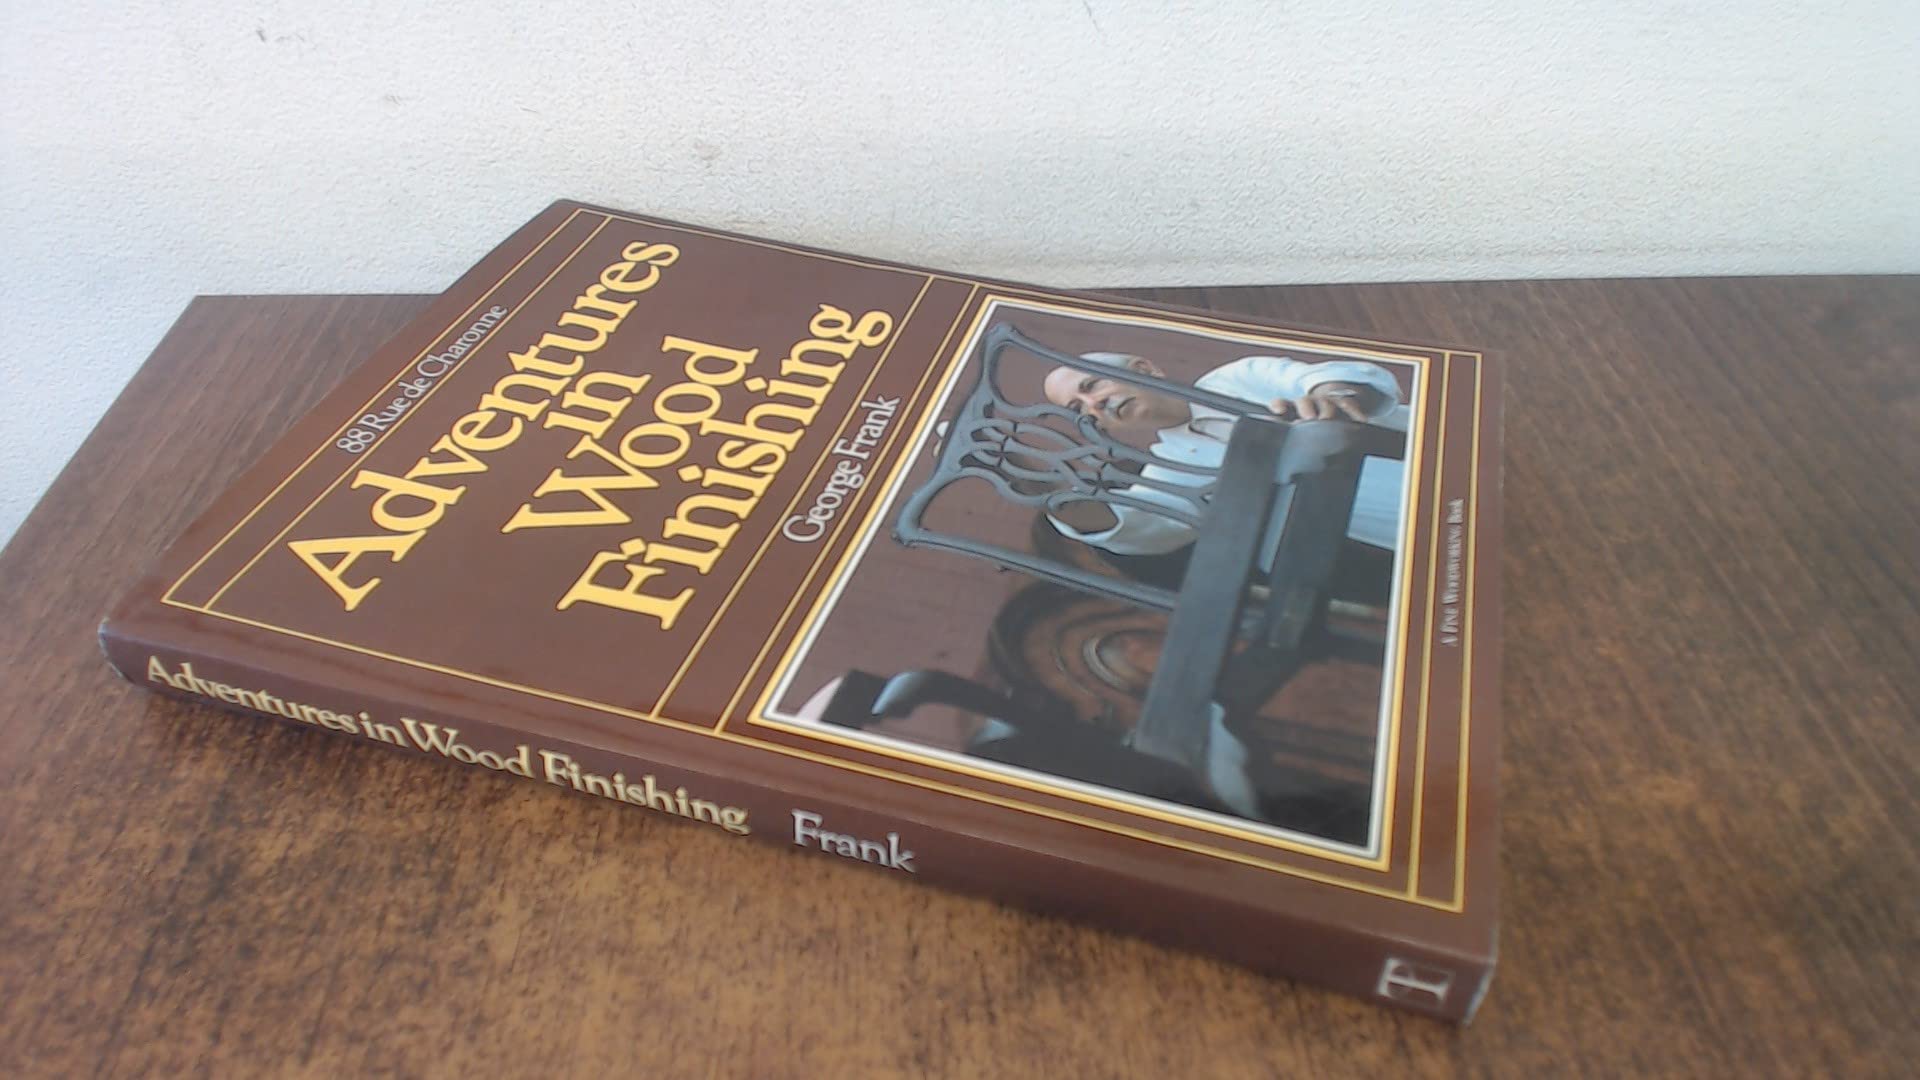 88 Rue de Charonne
Adventures
in
Wood
Finishing
George Frank
A FINE WOODWORKING Book
Adventures in Wood Finishing Frank
T